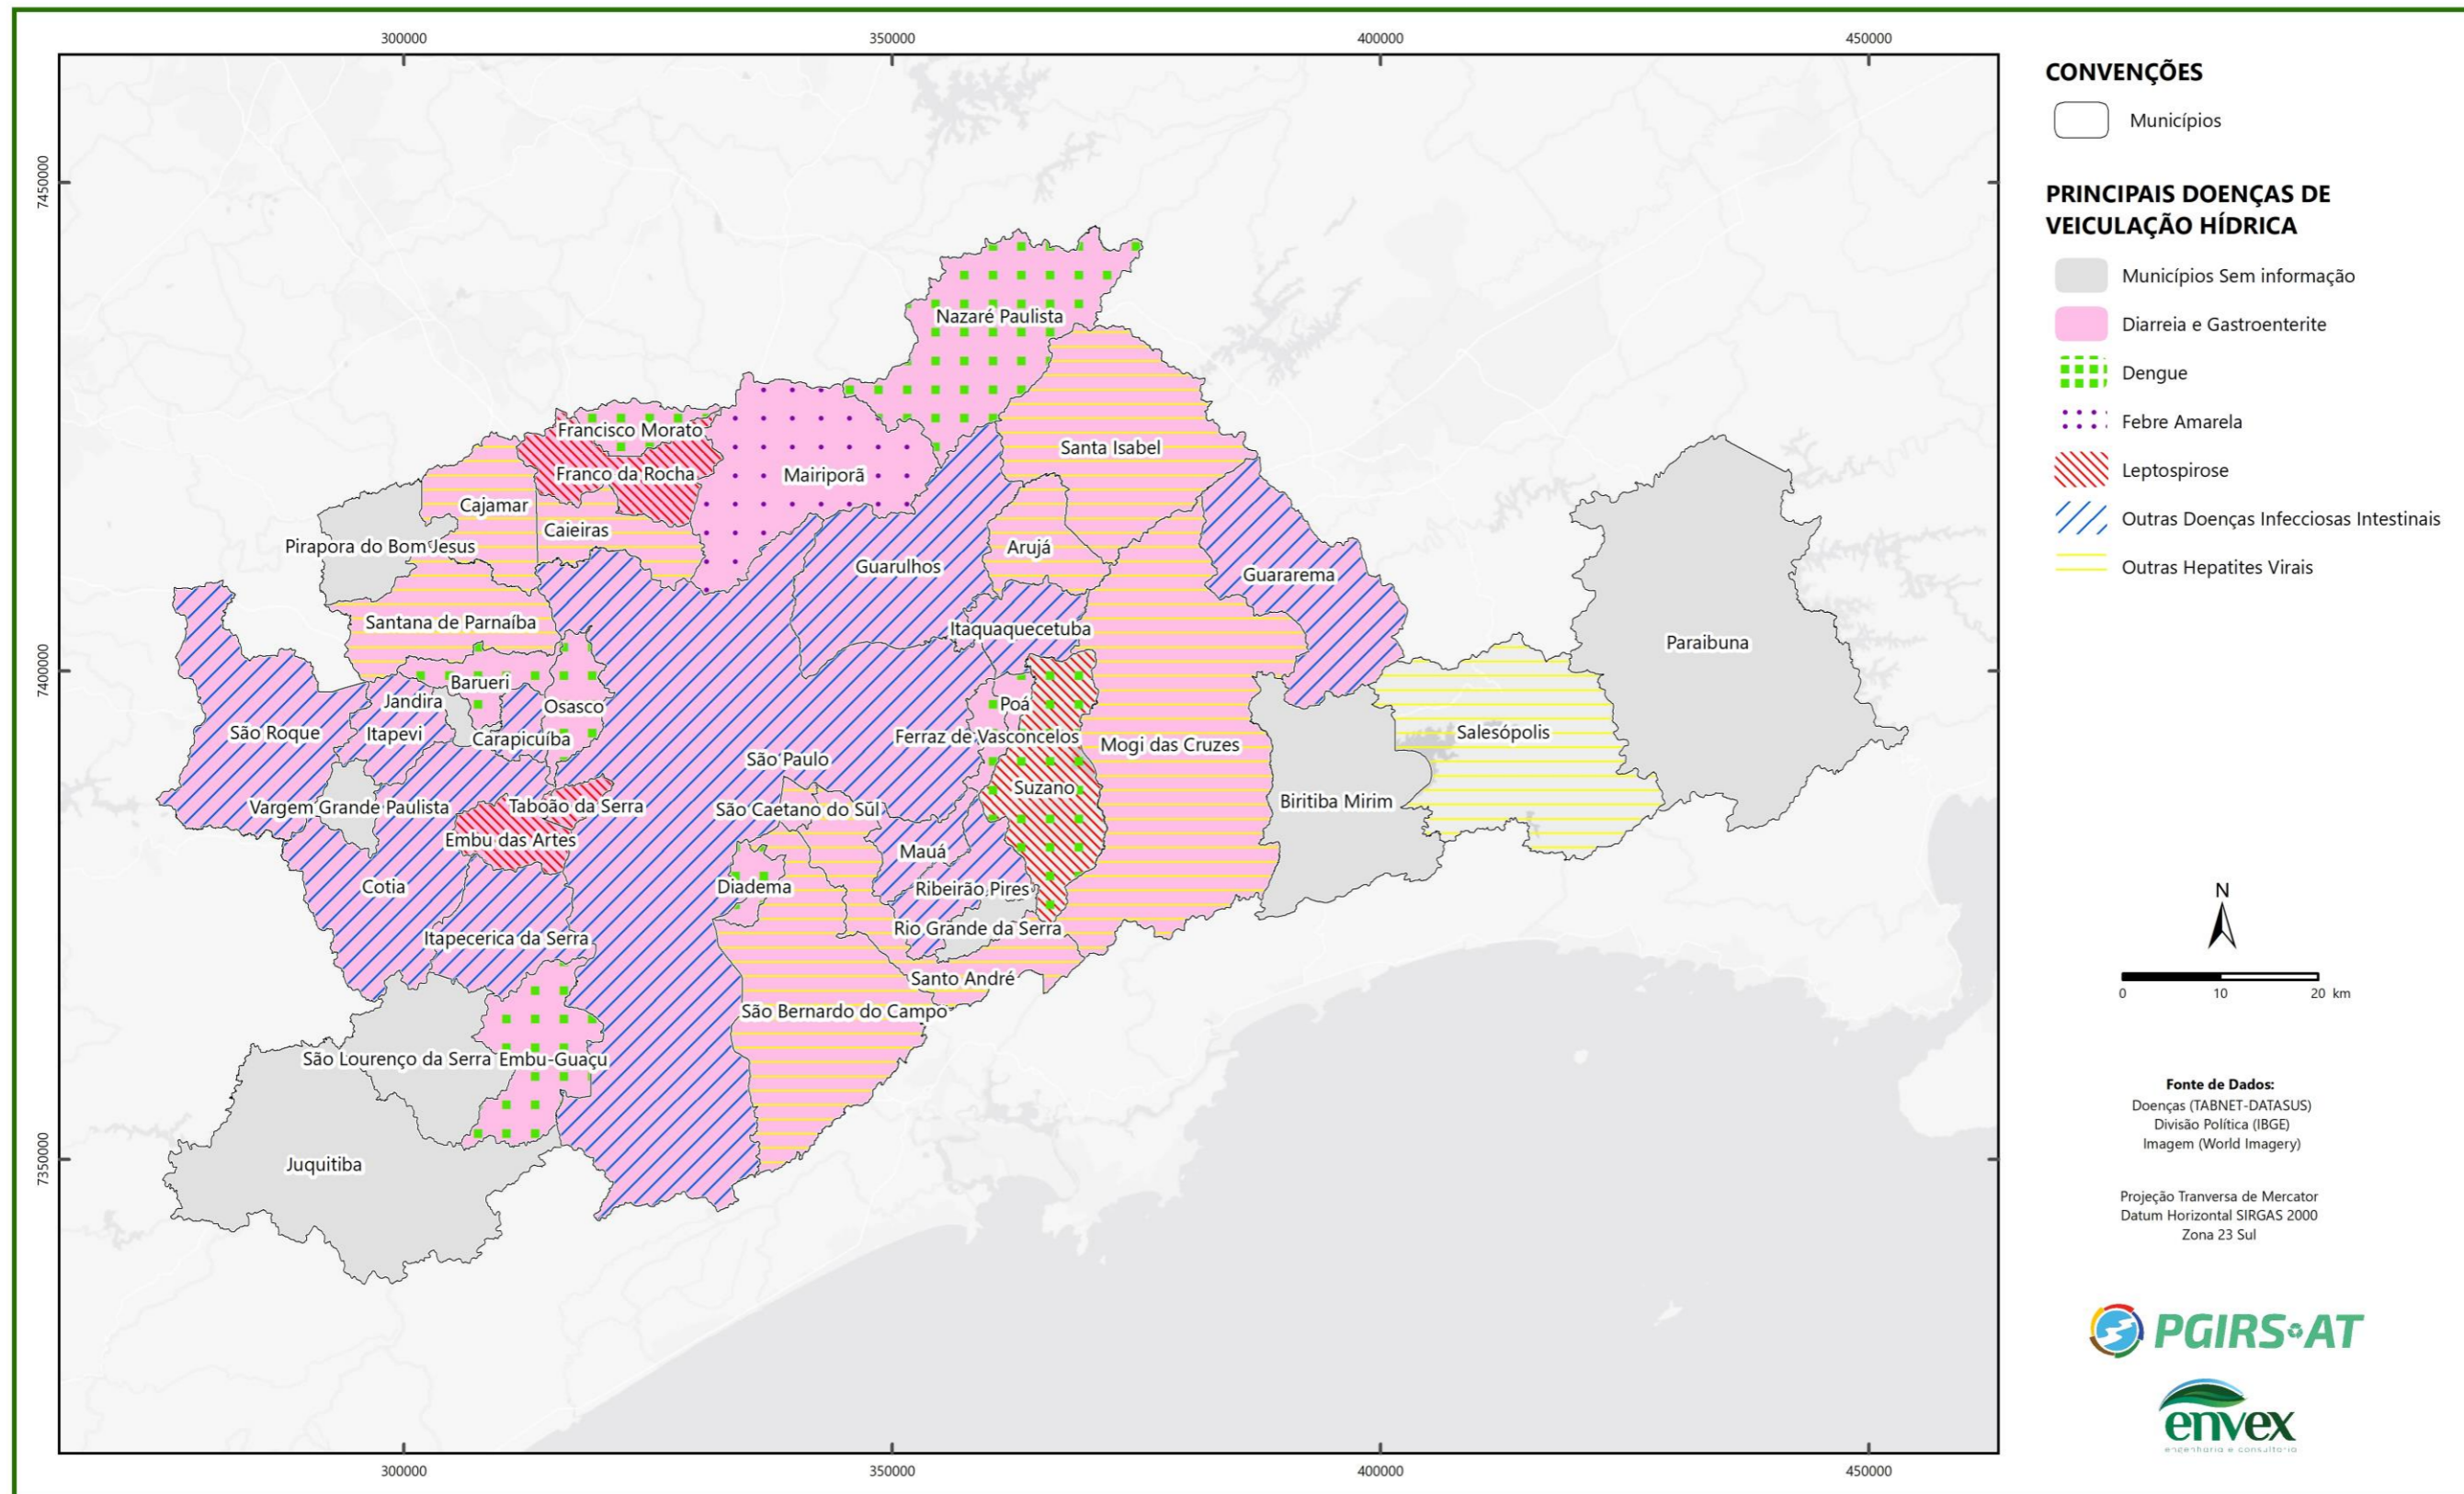 300000
350000
400000
450000
7450000
7400000
7350000
Nazaré Paulista
Francisco Morato
Santa Isabel
Franco da Rocha
Mairiporã
Cajamar
Caieiras
Pirapora do Bom Jesus
Arujá
Guarulhos
Guararema
Santana de Parnaíba
Itaquaquecetuba
Paraibuna
Barueri
Jandira
Osasco
Poá
São Roque
Itapevi
Carapicuíba
Ferraz de Vasconcelos
Mogi das Cruzes
Salesópolis
São Paulo
Suzano
Biritiba Mirim
Vargem Grande Paulista
Taboão da Serra
São Caetano do Sul
Embu das Artes
Mauá
Cotia
Diadema
Ribeirão Pires
Itapecerica da Serra
Rio Grande da Serra
Santo André
São Bernardo do Campo
São Lourenço da Serra
Embu-Guaçu
Juquitiba
300000
350000
400000
450000
CONVENÇÕES
Municípios
PRINCIPAIS DOENÇAS DE
VEICULAÇÃO HÍDRICA
Municípios Sem informação
Diarreia e Gastroenterite
Dengue
Febre Amarela
Leptospirose
Outras Doenças Infecciosas Intestinais
Outras Hepatites Virais
N
0 10 20 km
Fonte de Dados:
Doenças (TABNET-DATASUS)
Divisão Política (IBGE)
Imagem (World Imagery)
Projeção Tranversa de Mercator
Datum Horizontal SIRGAS 2000
Zona 23 Sul
PGIRS AT
envex
engenharia e consultoria